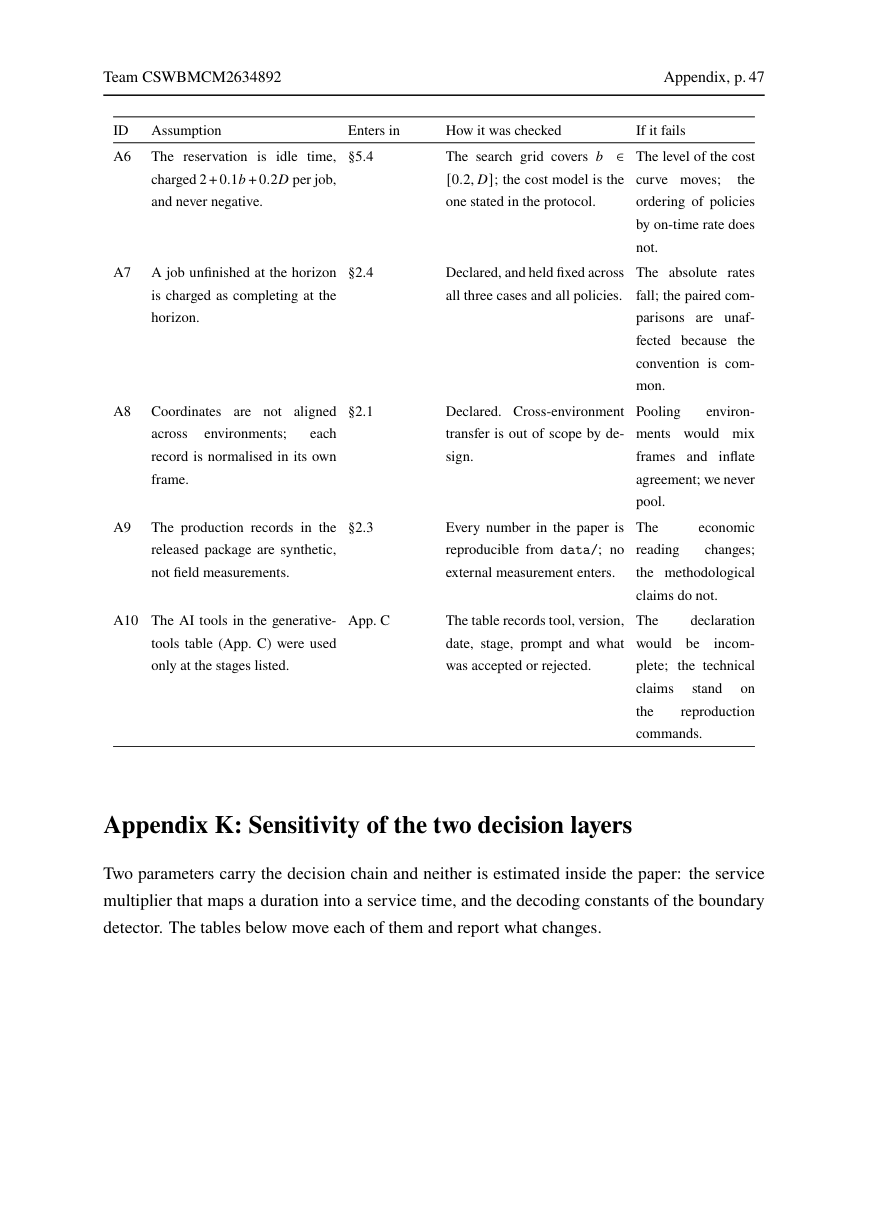 Team CSWBMCM2634892 Appendix, p. 47
ID Assumption Enters in How it was checked If it fails
A6 The reservation is idle time, §5.4 The search grid covers b ∈ The level of the cost
charged 2 + 0.1b + 0.2D per job, [0.2, D]; the cost model is the curve moves; the
and never negative. one stated in the protocol. ordering of policies
by on-time rate does
not.
A7 A job unfinished at the horizon §2.4 Declared, and held fixed across The absolute rates
is charged as completing at the all three cases and all policies. fall; the paired com-
horizon. parisons are unaf-
fected because the
convention is com-
mon.
A8 Coordinates are not aligned §2.1 Declared. Cross-environment Pooling environ-
across environments; each transfer is out of scope by de- ments would mix
record is normalised in its own sign. frames and inflate
frame. agreement; we never
pool.
A9 The production records in the §2.3 Every number in the paper is The economic
released package are synthetic, reproducible from data/; no reading changes;
not field measurements. external measurement enters. the methodological
claims do not.
A10 The AI tools in the generative- App. C The table records tool, version, The declaration
tools table (App. C) were used date, stage, prompt and what would be incom-
only at the stages listed. was accepted or rejected. plete; the technical
claims stand on
the reproduction
commands.
Appendix K: Sensitivity of the two decision layers
Two parameters carry the decision chain and neither is estimated inside the paper: the service
multiplier that maps a duration into a service time, and the decoding constants of the boundary
detector. The tables below move each of them and report what changes.